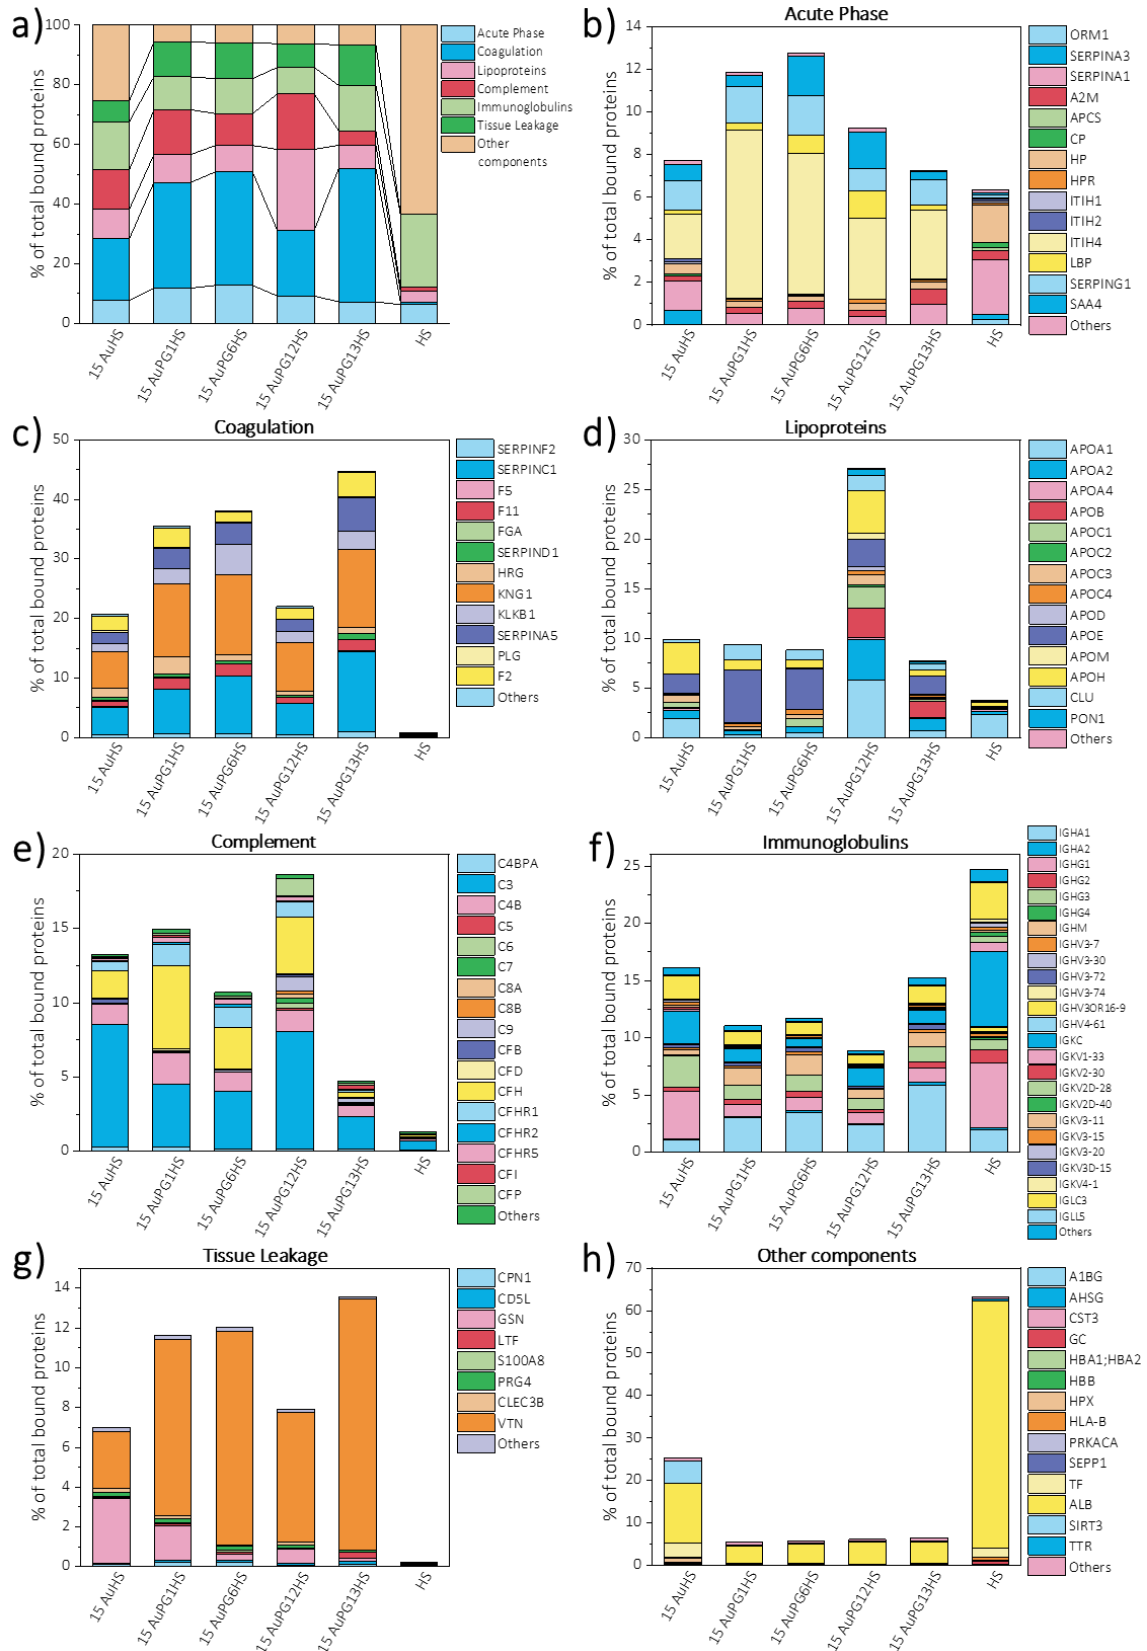 a)
% of total bound proteins
100
80
60
40
20
0
15 AuHS
15 AuPG1HS
15 AuPG6HS
15 AuPG12HS
15 AuPG13HS
HS
Acute Phase
Coagulation
Lipoproteins
Complement
Immunoglobulins
Tissue Leakage
Other
components
b)
Acute Phase
% of total bound proteins
14
12
10
8
6
4
2
0
15 AuHS
15 AuPG1HS
15 AuPG6HS
15 AuPG12HS
15 AuPG13HS
HS
ORM1
SERPINA3
SERPINA1
A2M
APCS
CP
HP
HPR
ITIH1
ITIH2
ITIH4
LBP
SERPING1
SAA4
Others
c)
Coagulation
% of total bound proteins
50
40
30
20
10
0
15 AuHS
15 AuPG1HS
15 AuPG6HS
15 AuPG12HS
15 AuPG13HS
HS
SERPINF2
SERPINC1
F5
F11
FGA
SERPIND1
HRG
KNG1
KLKB1
SERPINA5
PLG
F2
Others
d)
Lipoproteins
% of total bound proteins
30
25
20
15
10
5
0
15 AuHS
15 AuPG1HS
15 AuPG6HS
15 AuPG12HS
15 AuPG13HS
HS
APOA1
APOA2
APOA4
APOB
APOC1
APOC2
APOC3
APOC4
APOD
APOE
APOM
APOH
CLU
PON1
Others
e)
Complement
% of total bound proteins
20
15
10
5
0
15 AuHS
15 AuPG1HS
15 AuPG6HS
15 AuPG12HS
15 AuPG13HS
HS
C4BPA
C3
C4B
C5
C6
C7
C8A
C8B
C9
CFB
CFD
CFH
CFHR1
CFHR2
CFHR5
CFI
CFP
Others
f)
Immunoglobulins
% of total bound proteins
25
20
15
10
5
0
15 AuHS
15 AuPG1HS
15 AuPG6HS
15 AuPG12HS
15 AuPG13HS
HS
IGHA1
IGHA2
IGHG1
IGHG2
IGHG3
IGHG4
IGHM
IGHV3-7
IGHV3-30
IGHV3-72
IGHV3-74
IGHV3OR16-9
IGHV4-61
IGKC
IGKV1-33
IGKV2-30
IGKV2D-28
IGKV2D-40
IGKV3-11
IGKV3-15
IGKV3-20
IGKV3D-15
IGKV4-1
IGLC3
IGLL5
Others
g)
Tissue Leakage
% of total bound proteins
14
12
10
8
6
4
2
0
15 AuHS
15 AuPG1HS
15 AuPG6HS
15 AuPG12HS
15 AuPG13HS
HS
CPN1
CD5L
GSN
LTF
S100A8
PRG4
CLEC3B
VTN
Others
h)
Other components
% of total bound proteins
70
60
50
40
30
20
10
0
15 AuHS
15 AuPG1HS
15 AuPG6HS
15 AuPG12HS
15 AuPG13HS
HS
A1BG
AHSG
CST3
GC
HBA1;HBA2
HBB
HPX
HLA-B
PRKACA
SEPP1
TF
ALB
SIRT3
TTR
Others